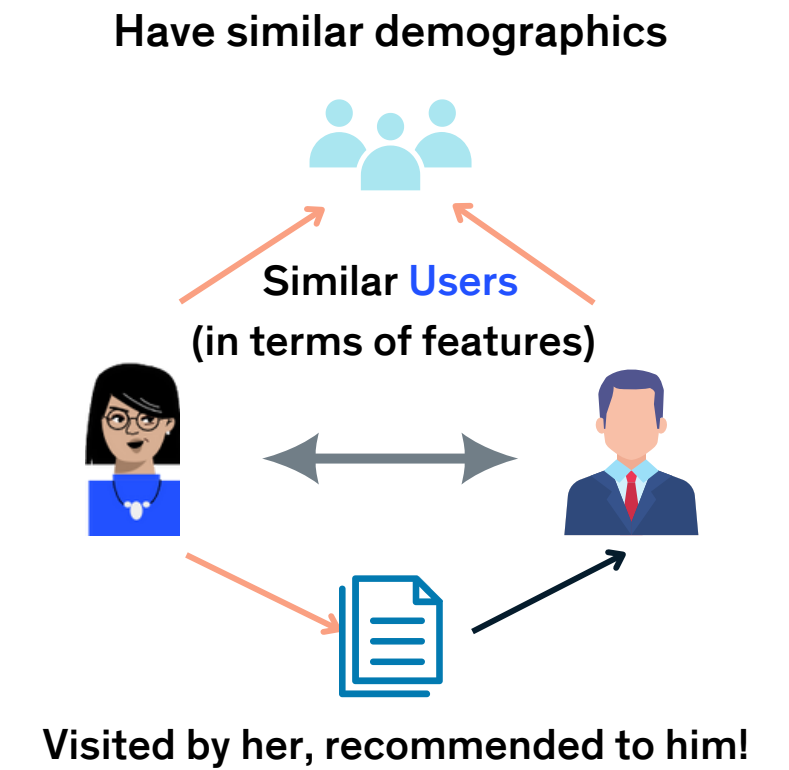 Have similar demographics
Similar Users
(in terms of features)
Visited by her, recommended to him!